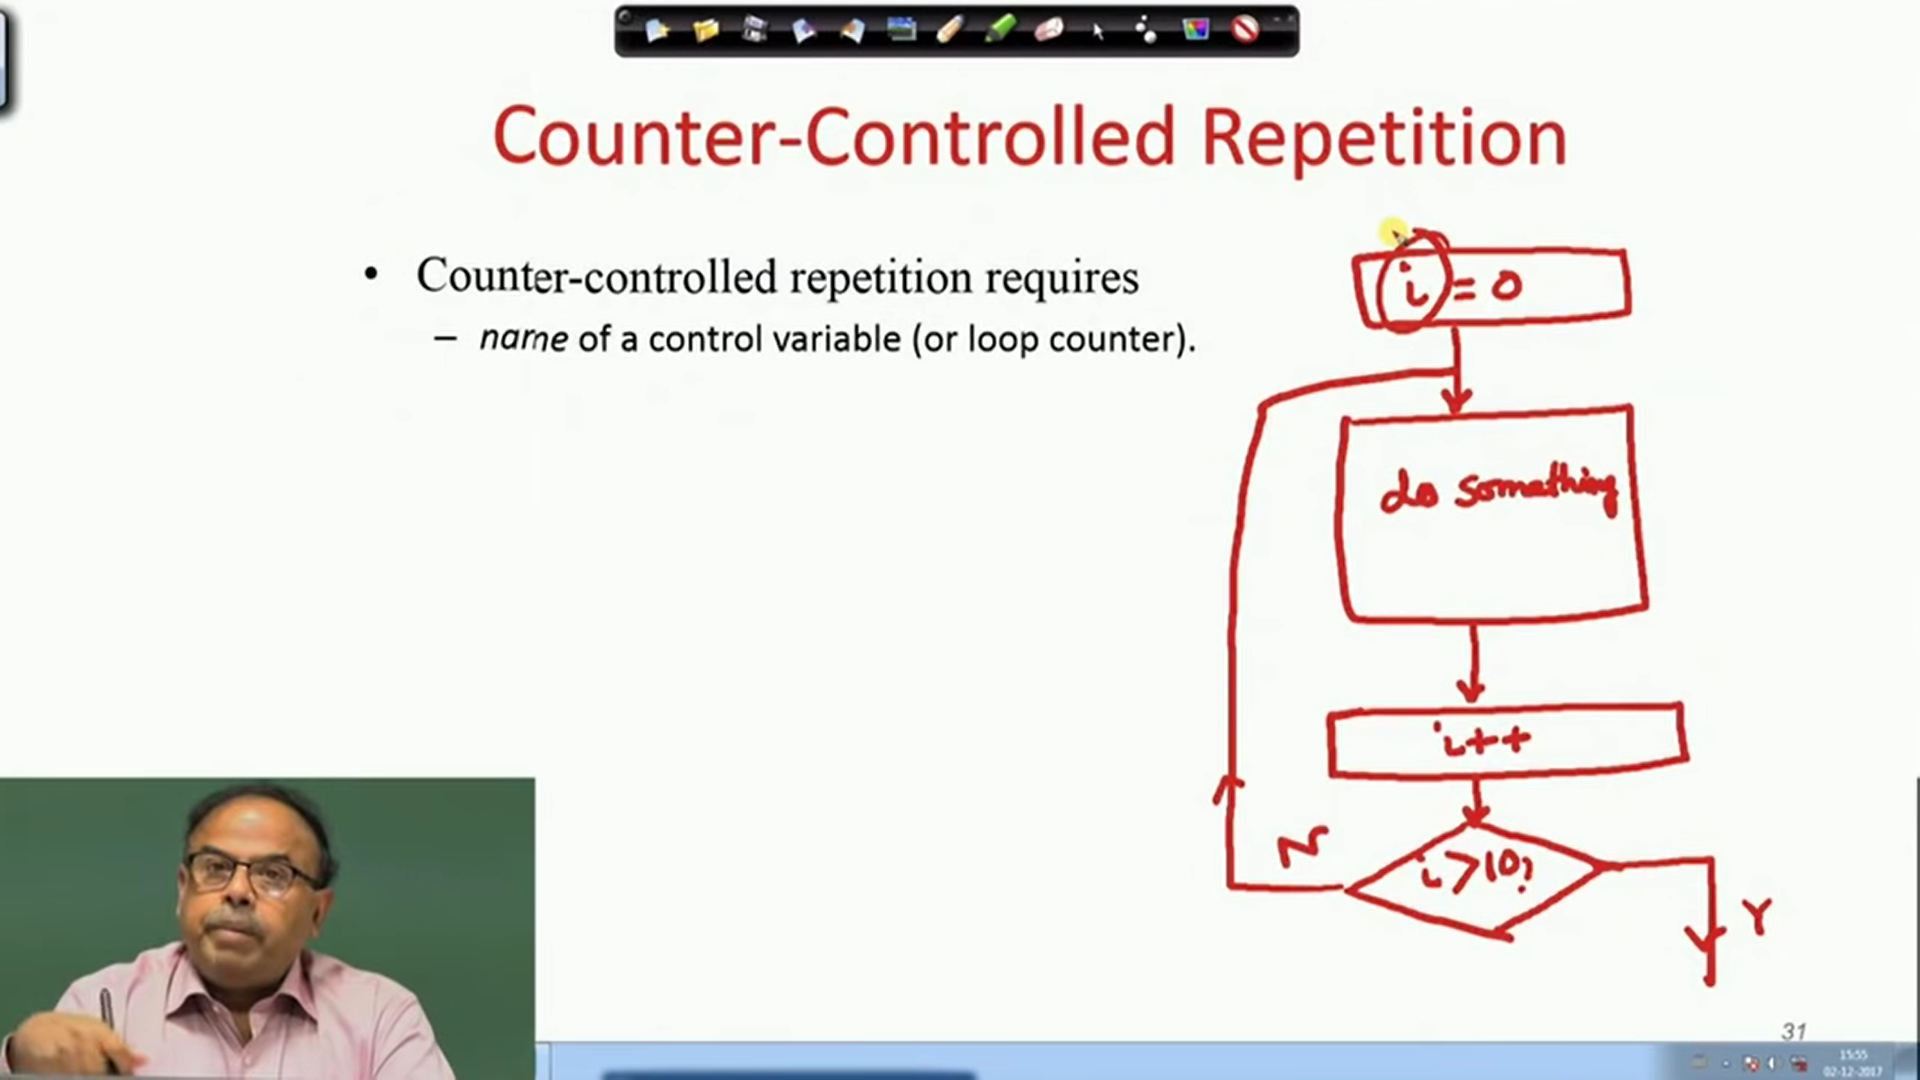 Counter-Controlled Repetition
• Counter-controlled repetition requires
– name of a control variable (or loop counter).
i = 0
do something
i++
i>10?
N
Y
31
15:55
02-12-2017